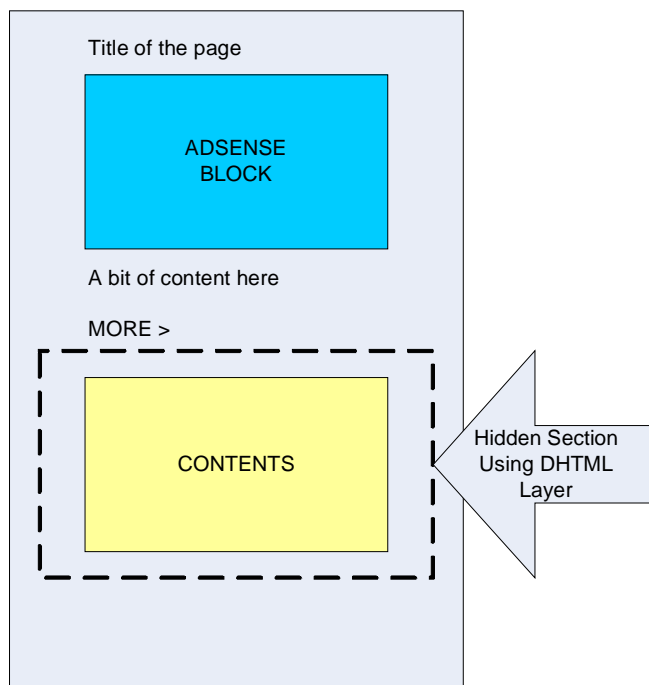 Title of the page
ADSENSE
BLOCK
A bit of content here
MORE >
CONTENTS
Hidden Section
Using DHTML
Layer